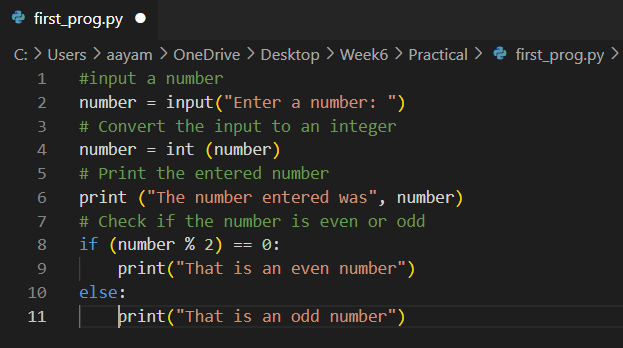 first_prog.py
C: > Users > aayam > OneDrive > Desktop > Week6 > Practical > first_prog.py >
1 #input a number
2 number = input("Enter a number: ")
3 # Convert the input to an integer
4 number = int (number)
5 # Print the entered number
6 print ("The number entered was", number)
7 # Check if the number is even or odd
8 if (number % 2) == 0:
9     print("That is an even number")
10 else:
11     print("That is an odd number")